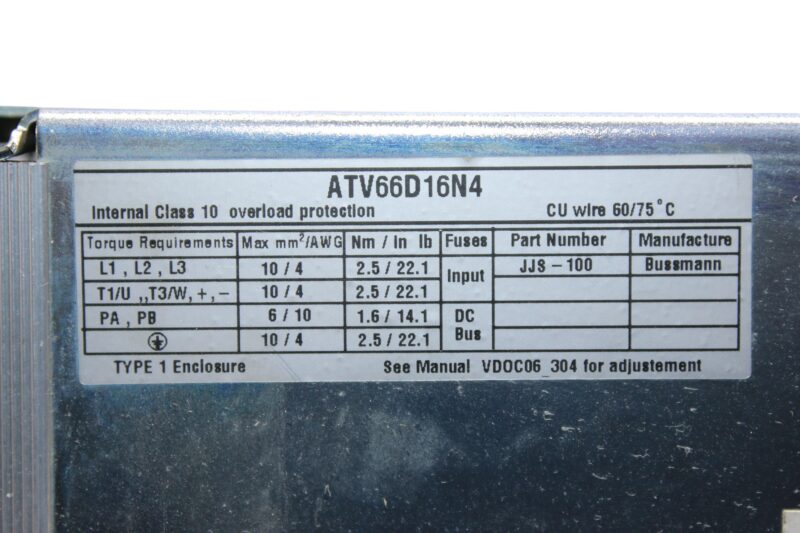 ATV66D16N4
Internal Class 10 overload protection CU wire 60/75°C
Torque Requirements Max mm²/AWG Nm / in lb Fuses Part Number Manufacture
L1 , L2 , L3 10 / 4 2.5 / 22.1 Input JJS - 100 Bussmann
T1/U ,,T3/W, +, - 10 / 4 2.5 / 22.1
PA , PB 6 / 10 1.6 / 14.1 DC Bus
10 / 4 2.5 / 22.1
TYPE 1 Enclosure See Manual VDOC06_304 for adjustement